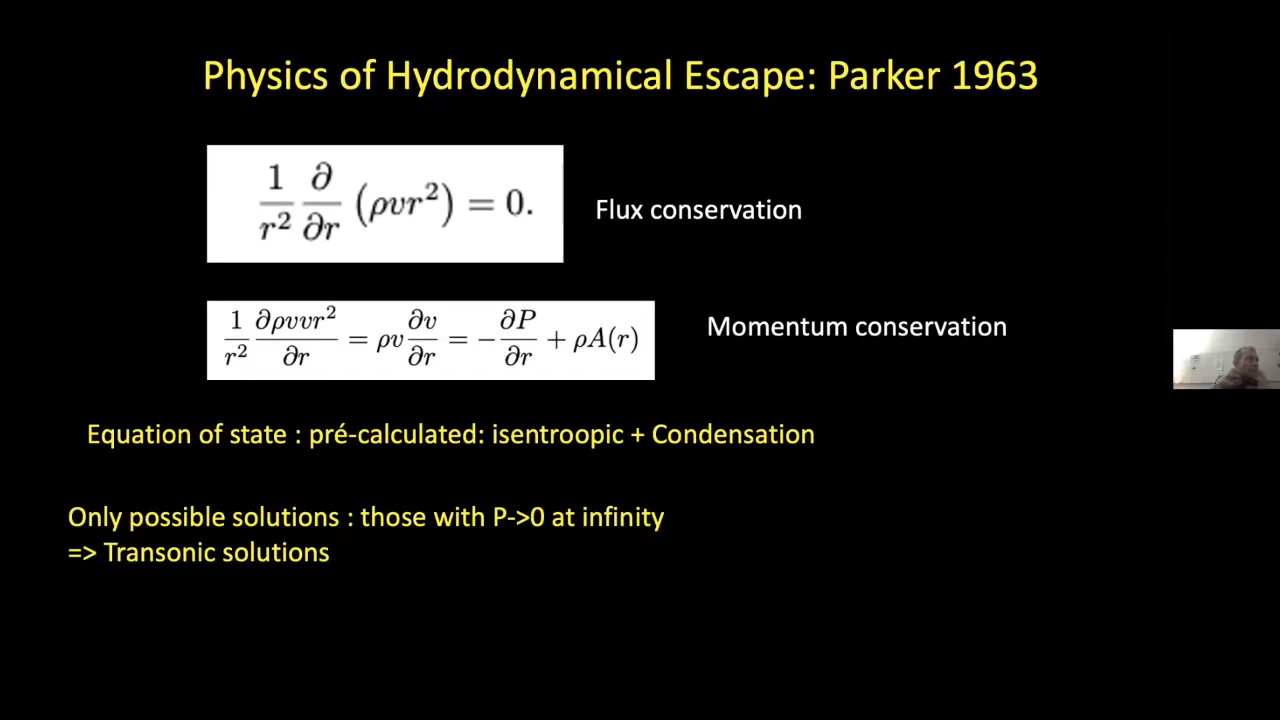 Physics of Hydrodynamical Escape: Parker 1963
1/r² ∂/∂r (ρvr²) = 0.
Flux conservation
1/r² ∂ρvvr²/∂r = ρv ∂v/∂r = − ∂P/∂r + ρA(r)
Momentum conservation
Equation of state : pré-calculated: isentroopic + Condensation
Only possible solutions : those with P->0 at infinity
=> Transonic solutions